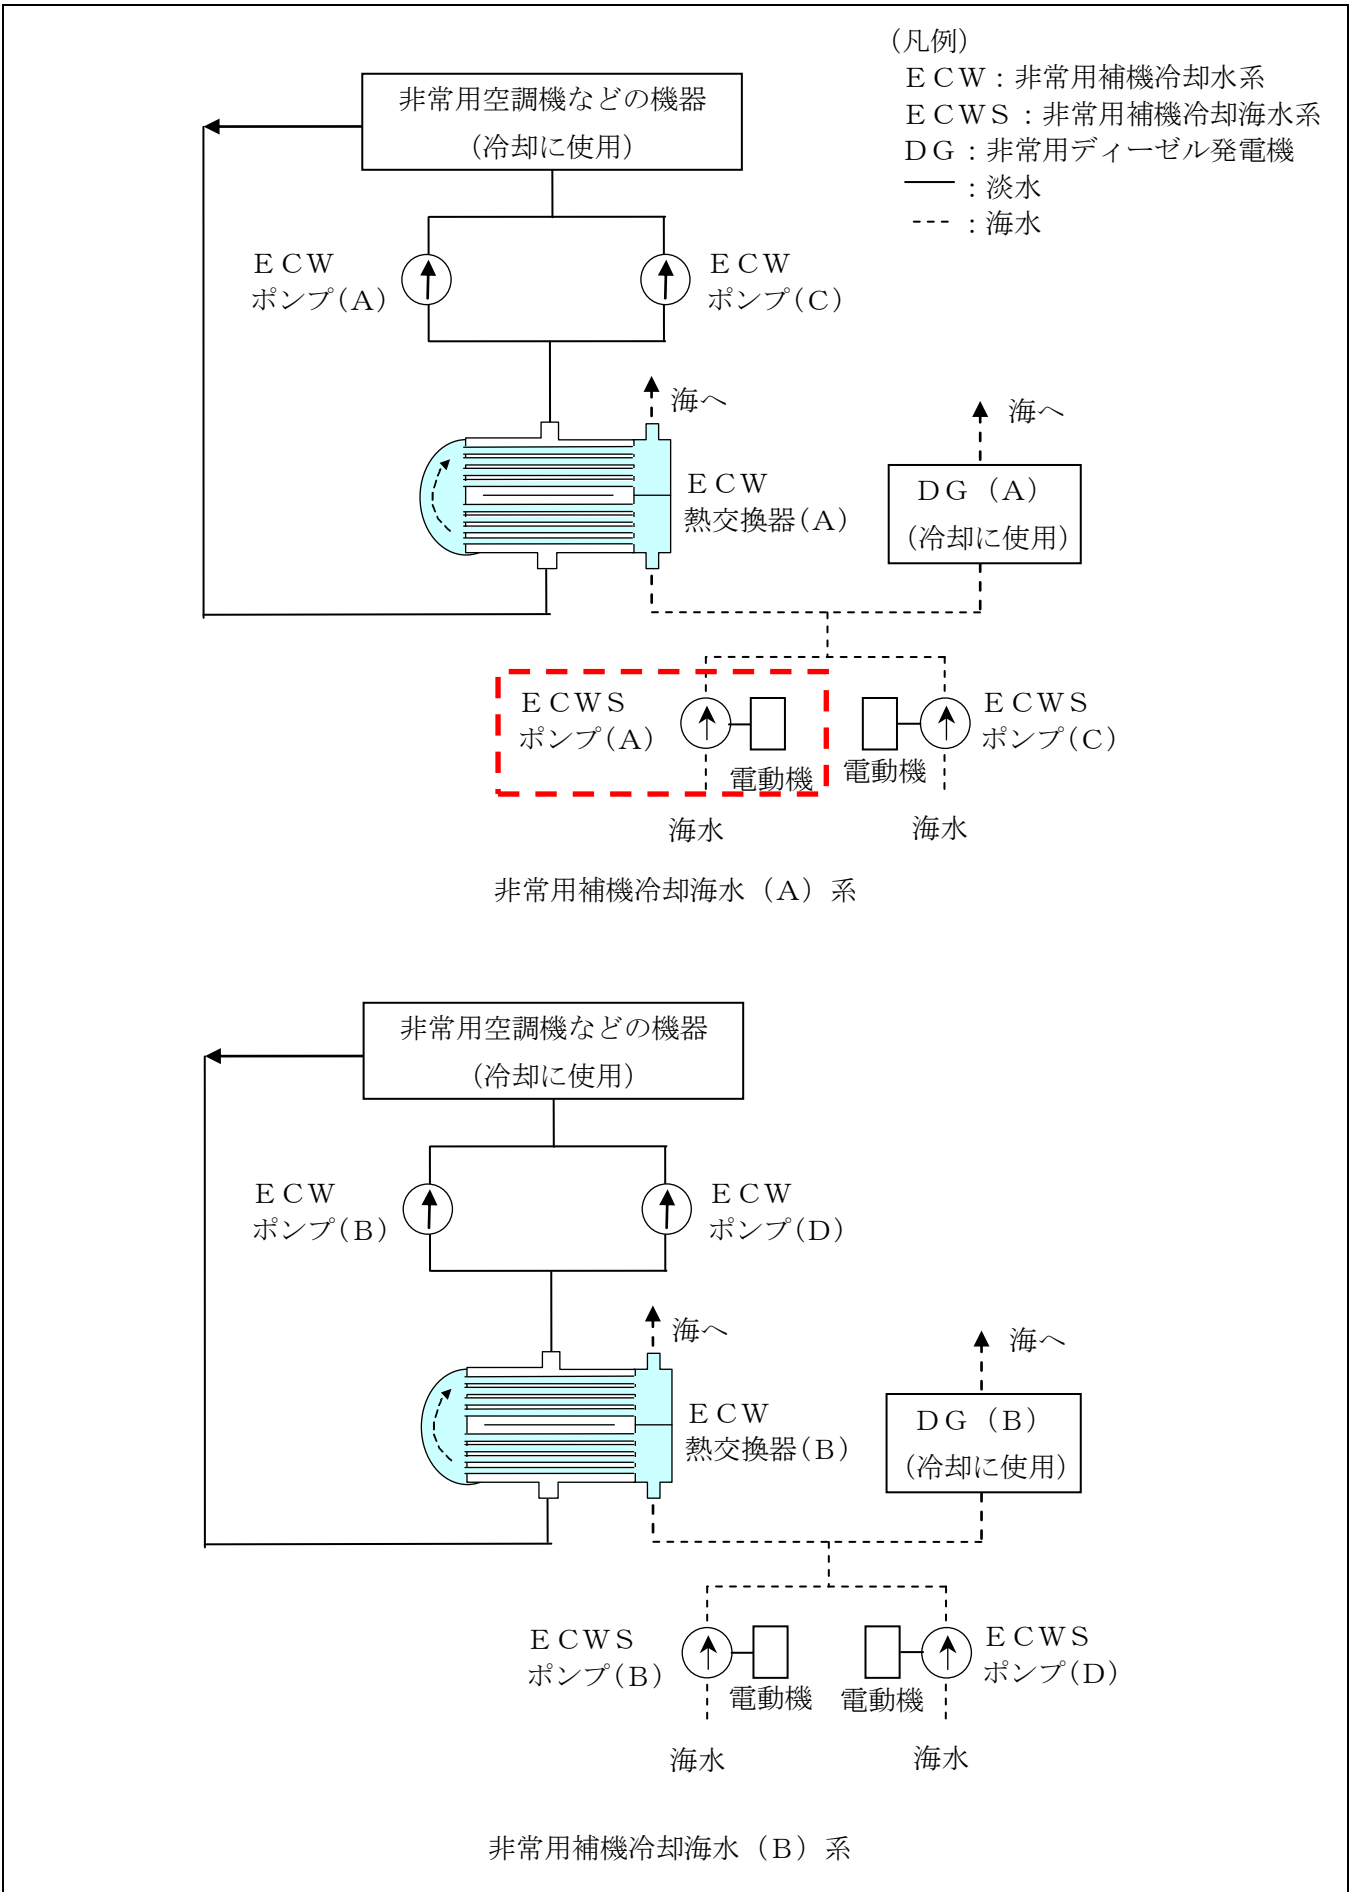 (凡例)
ECW:非常用補機冷却水系
ECWS:非常用補機冷却海水系
DG:非常用ディーゼル発電機
:淡水
:海水
非常用空調機などの機器
(冷却に使用)
ECW
ポンプ(A)
ECW
ポンプ(C)
海へ
海へ
ECW
熱交換器(A)
DG(A)
(冷却に使用)
ECWS
ポンプ(A)
電動機
電動機
ECWS
ポンプ(C)
海水
海水
非常用補機冷却海水(A)系
非常用空調機などの機器
(冷却に使用)
ECW
ポンプ(B)
ECW
ポンプ(D)
海へ
海へ
ECW
熱交換器(B)
DG(B)
(冷却に使用)
ECWS
ポンプ(B)
電動機
電動機
ECWS
ポンプ(D)
海水
海水
非常用補機冷却海水(B)系